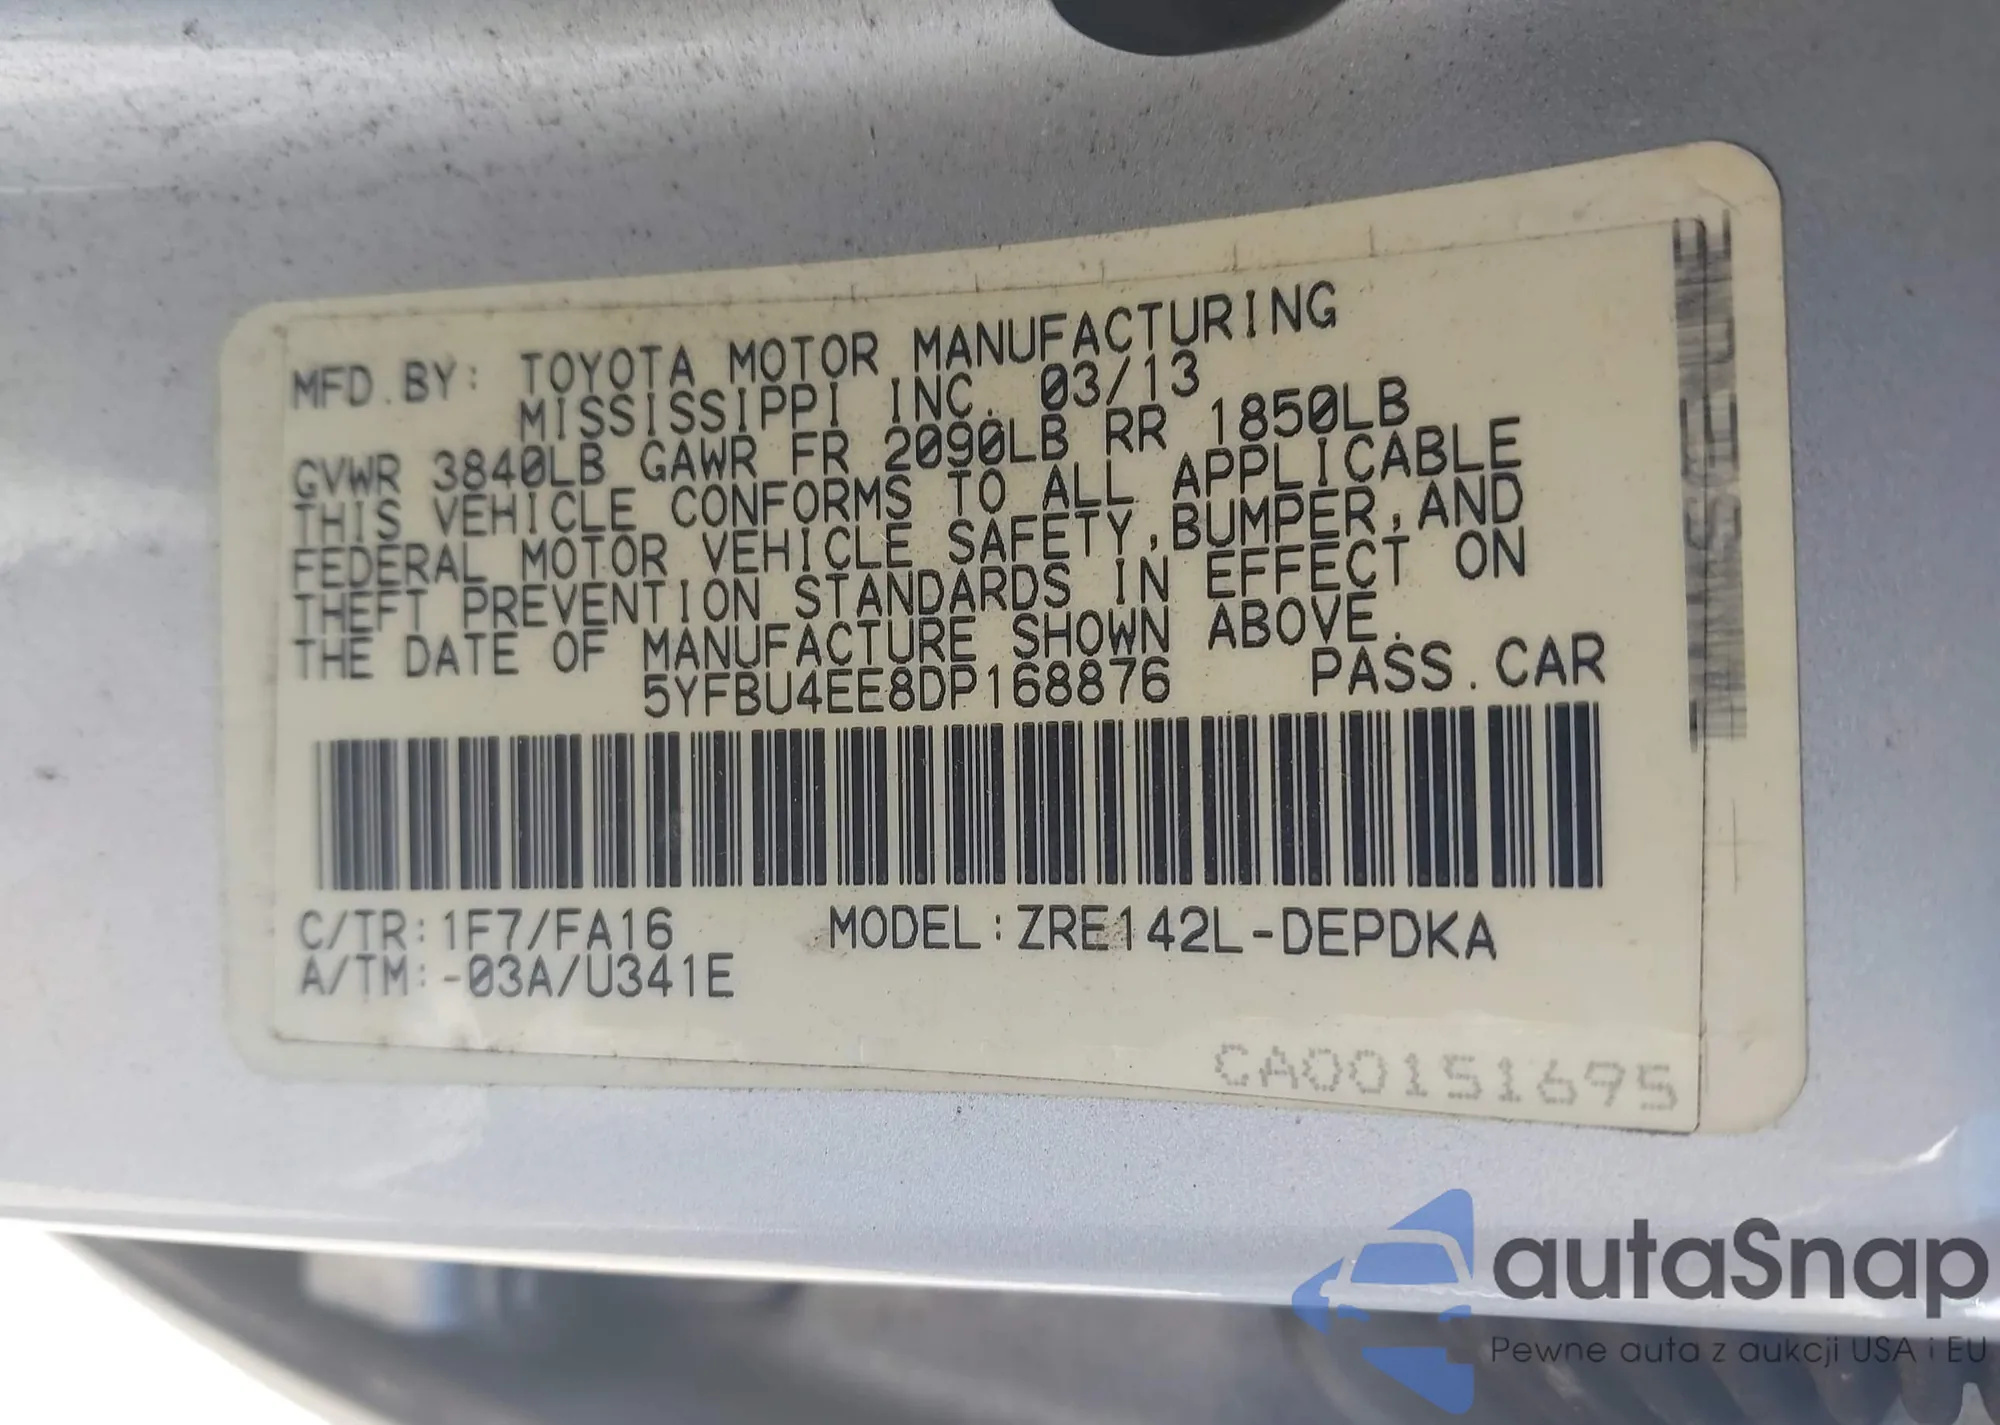 MFD.BY: TOYOTA MOTOR MANUFACTURING
MISSISSIPPI INC. 03/13
GVWR 3840LB GAWR FR 2090LB RR 1850LB
THIS VEHICLE CONFORMS TO ALL APPLICABLE
FEDERAL MOTOR VEHICLE SAFETY,BUMPER,AND
THEFT PREVENTION STANDARDS IN EFFECT ON
THE DATE OF MANUFACTURE SHOWN ABOVE.
5YFBU4EE8DP168876 PASS.CAR
C/TR:1F7/FA16 MODEL:ZRE142L-DEPDKA
A/TM:-03A/U341E
CA00151695
autaSnap
Pewne auta z aukcji USA i EU